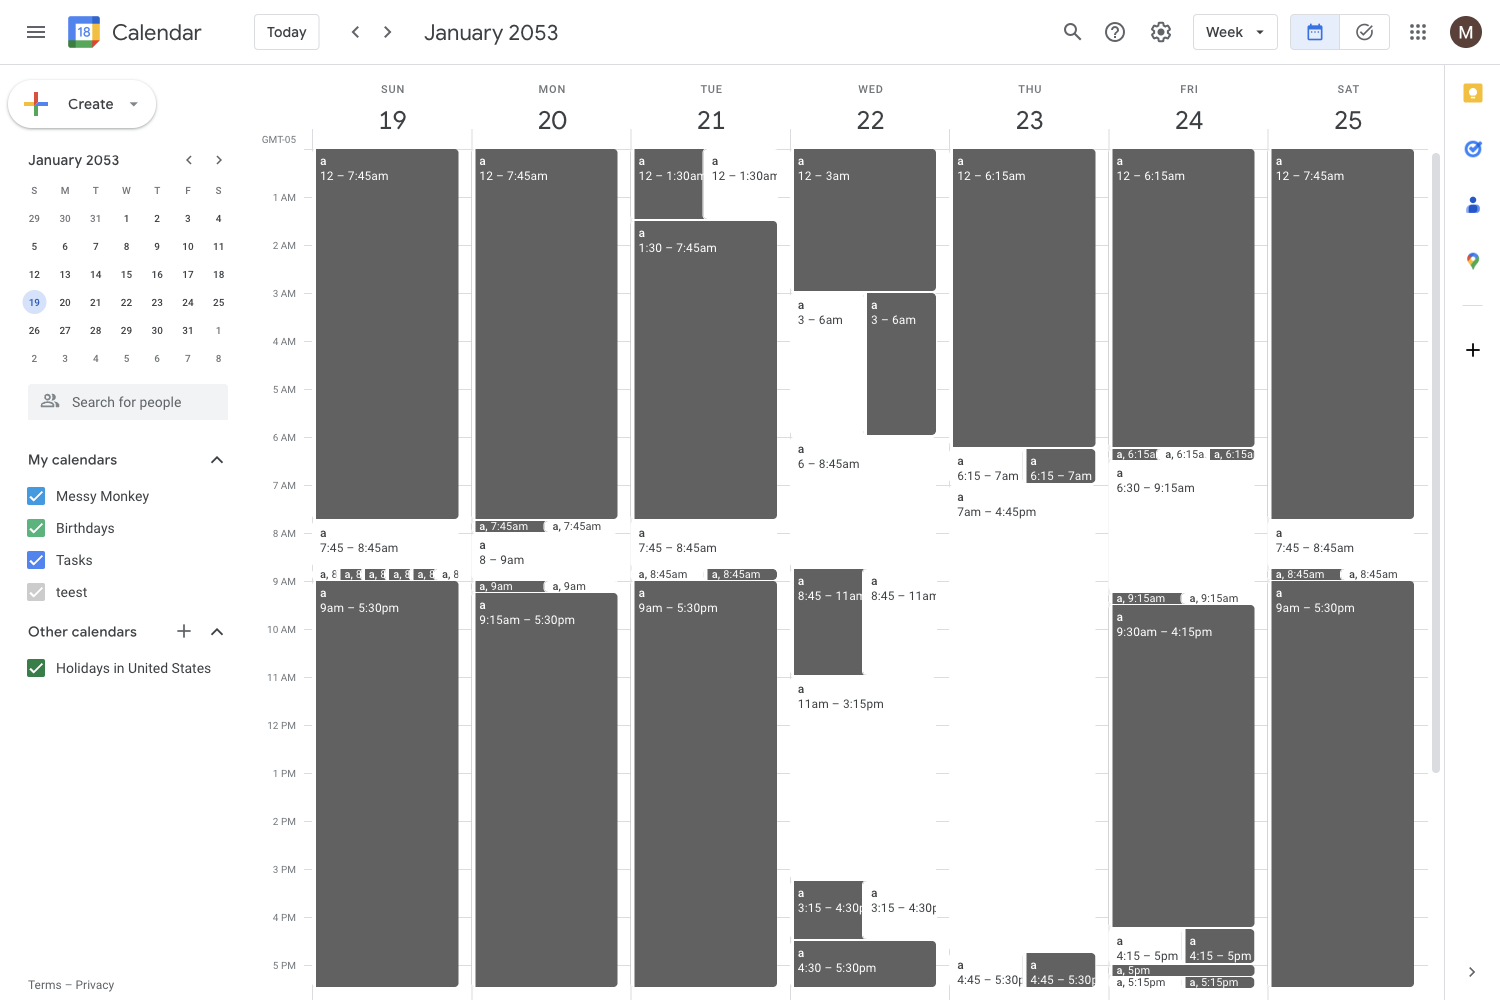 18
Calendar
Today
January 2053
Week
M
Create
January 2053
S M T W T F S
29 30 31 1 2 3 4
5 6 7 8 9 10 11
12 13 14 15 16 17 18
19 20 21 22 23 24 25
26 27 28 29 30 31 1
2 3 4 5 6 7 8
Search for people
My calendars
Messy Monkey
Birthdays
Tasks
teest
Other calendars
Holidays in United States
Terms – Privacy
SUN MON TUE WED THU FRI SAT
19 20 21 22 23 24 25
GMT-05
1 AM
2 AM
3 AM
4 AM
5 AM
6 AM
7 AM
8 AM
9 AM
10 AM
11 AM
12 PM
1 PM
2 PM
3 PM
4 PM
5 PM
a
12 – 7:45am
a
7:45 – 8:45am
a, 8
a, 8
a, 8
a, 8
a, 8
a, 8
a
9am – 5:30pm
a
12 – 7:45am
a, 7:45am
a, 7:45am
a
8 – 9am
a, 9am
a, 9am
a
9:15am – 5:30pm
a
12 – 1:30am
a
12 – 1:30am
a
1:30 – 7:45am
a
7:45 – 8:45am
a, 8:45am
a, 8:45am
a
9am – 5:30pm
a
12 – 3am
a
3 – 6am
a
3 – 6am
a
6 – 8:45am
a
8:45 – 11am
a
8:45 – 11am
a
11am – 3:15pm
a
3:15 – 4:30p
a
3:15 – 4:30p
a
4:30 – 5:30pm
a
12 – 6:15am
a
6:15 – 7am
a
6:15 – 7am
a
7am – 4:45pm
a
4:45 – 5:30p
a
4:45 – 5:30p
a
12 – 6:15am
a, 6:15a
a, 6:15a
a, 6:15a
a
6:30 – 9:15am
a, 9:15am
a, 9:15am
a
9:30am – 4:15pm
a
4:15 – 5pm
a
4:15 – 5pm
a, 5pm
a, 5:15pm
a, 5:15pm
a
12 – 7:45am
a
7:45 – 8:45am
a, 8:45am
a, 8:45am
a
9am – 5:30pm